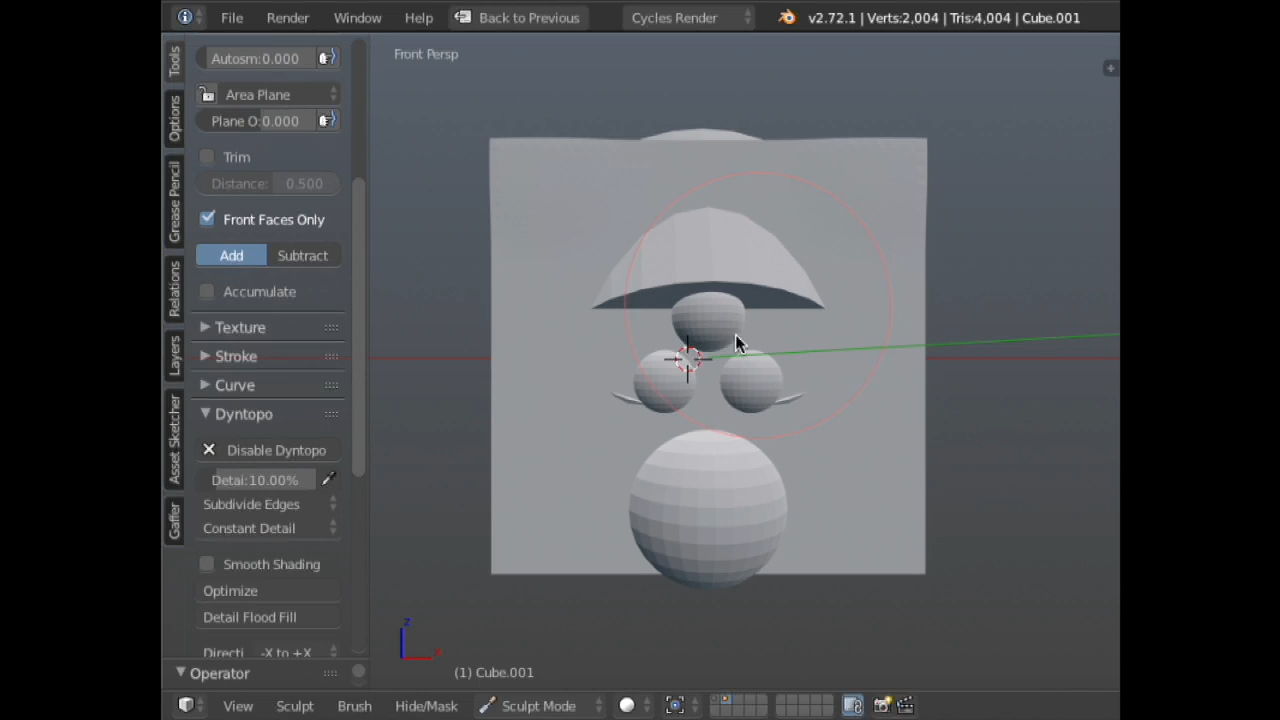 File Render Window Help Back to Previous Cycles Render v2.72.1 | Verts:2,004 | Tris:4,004 | Cube.001
Tools
Options
Grease Pencil
Relations
Layers
Asset Sketcher
Gaffer
Autosm:0.000
Area Plane
Plane O:0.000
Trim
Distance: 0.500
Front Faces Only
Add Subtract
Accumulate
Texture
Stroke
Curve
Dyntopo
Disable Dyntopo
Detai:10.00%
Subdivide Edges
Constant Detail
Smooth Shading
Optimize
Detail Flood Fill
Directi -X to +X
Operator
Front Persp
z
x
(1) Cube.001
View Sculpt Brush Hide/Mask Sculpt Mode